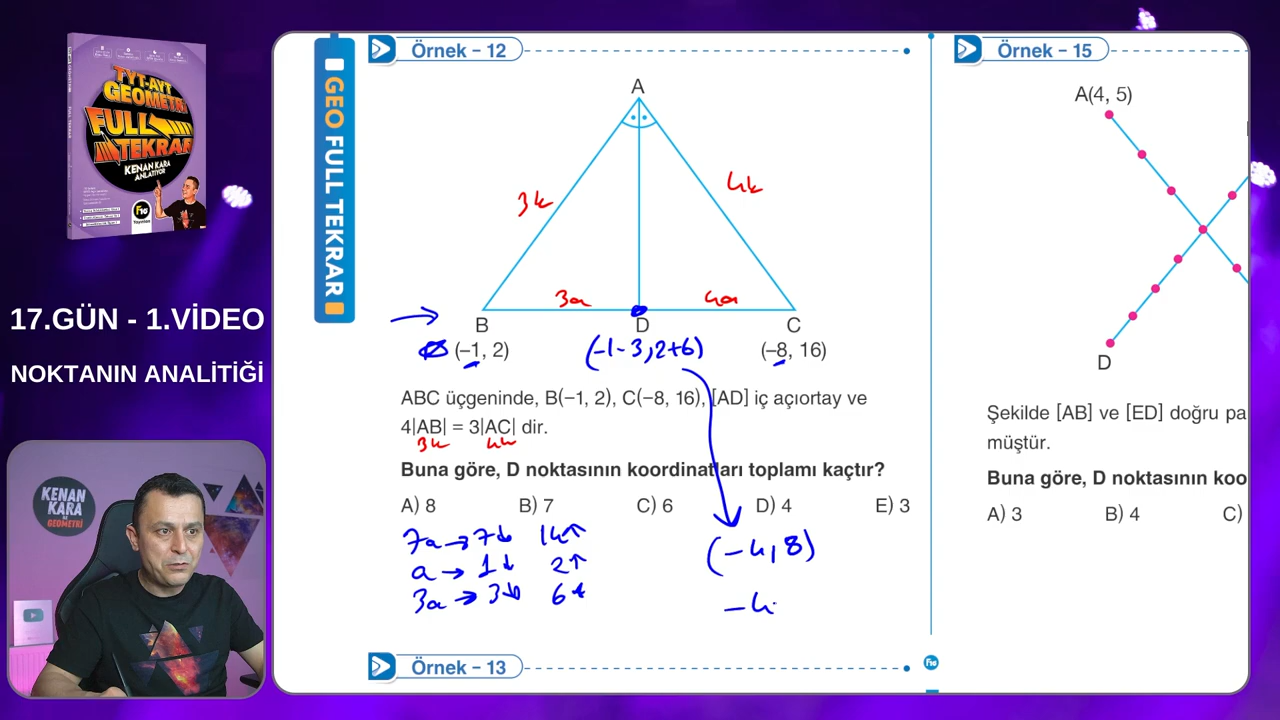 TYT-AYT
GEOMETRİ
FULL
TEKRAR
KENAN KARA
ANLATIYOR
17.GÜN - 1.VİDEO
NOKTANIN ANALİTİĞİ
KENAN
KARA
GEOMETRİ
GEO FULL TEKRAR
Örnek - 12
A
3k
4k
3a
4a
B
D
C
(-1, 2)
(-1-3, 2+6)
(-8, 16)
ABC üçgeninde, B(-1, 2), C(-8, 16), [AD] iç açıortay ve
4|AB| = 3|AC| dir.
3k 4k
Buna göre, D noktasının koordinatları toplamı kaçtır?
A) 8 B) 7 C) 6 D) 4 E) 3
7a → 7↓ 14↑
a → 1↓ 2↑
3a → 3↓ 6↑
(-4, 8)
-4
Örnek - 13
F10
Örnek - 15
A(4, 5)
D
Şekilde [AB] ve [ED] doğru pa
müştür.
Buna göre, D noktasının koo
A) 3 B) 4 C)